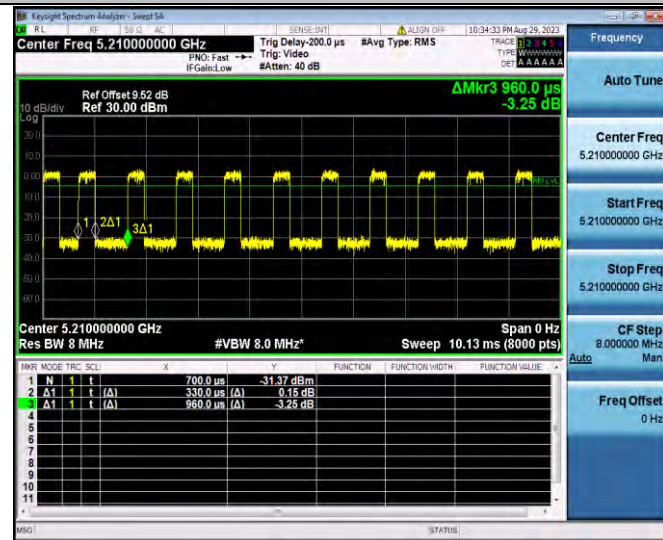 Keysight Spectrum Analyzer - Swept SA
RL RF 50 Ω AC SENSE:INT ALIGN OFF 10:34:33 PM Aug 29, 2023
Center Freq 5.210000000 GHz
PNO: Fast
IFGain:Low
Trig Delay-200.0 µs
Trig: Video
#Atten: 40 dB
#Avg Type: RMS
TRACE 1 2 3 4 5
TYPE W
DET A A A A A A
Ref Offset 9.52 dB
10 dB/div Ref 30.00 dBm
Log
ΔMkr3 960.0 µs
-3.25 dB
20.0
10.0
0.00
1 2Δ1 3Δ1
Center 5.210000000 GHz Span 0 Hz
Res BW 8 MHz #VBW 8.0 MHz* Sweep 10.13 ms (8000 pts)
MKR MODE TRC SCL X Y FUNCTION FUNCTION WIDTH FUNCTION VALUE
1 N 1 t 700.0 µs -31.37 dBm
2 Δ1 1 t (Δ) 330.0 µs (Δ) 0.15 dB
3 Δ1 1 t (Δ) 960.0 µs (Δ) -3.25 dB
4
5
6
7
8
9
10
11
MSG STATUS
Frequency
Auto Tune
Center Freq
5.210000000 GHz
Start Freq
5.210000000 GHz
Stop Freq
5.210000000 GHz
CF Step
8.000000 MHz
Auto Man
Freq Offset
0 Hz